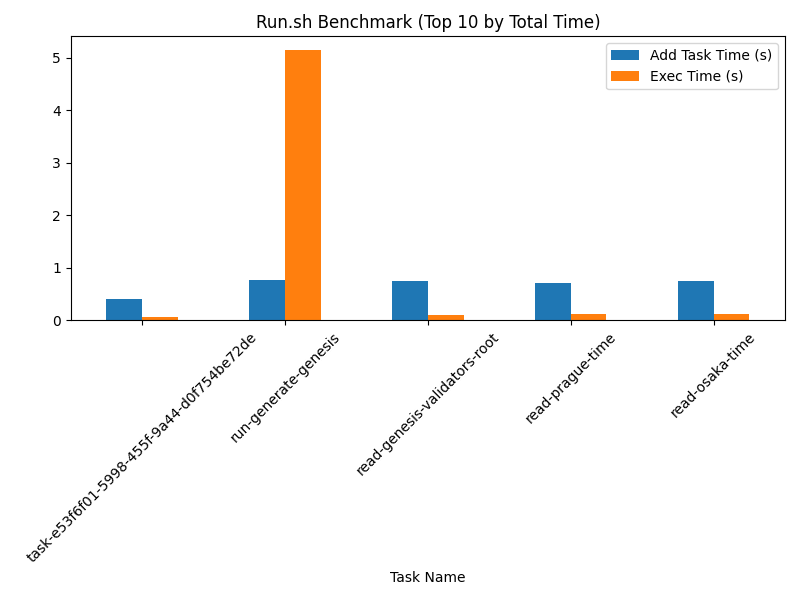 Run.sh Benchmark (Top 10 by Total Time)
Add Task Time (s)
Exec Time (s)
5
4
3
2
1
0
task-e53f6f01-5998-455f-9a44-d0f754be72de
run-generate-genesis
read-genesis-validators-root
read-prague-time
read-osaka-time
Task Name